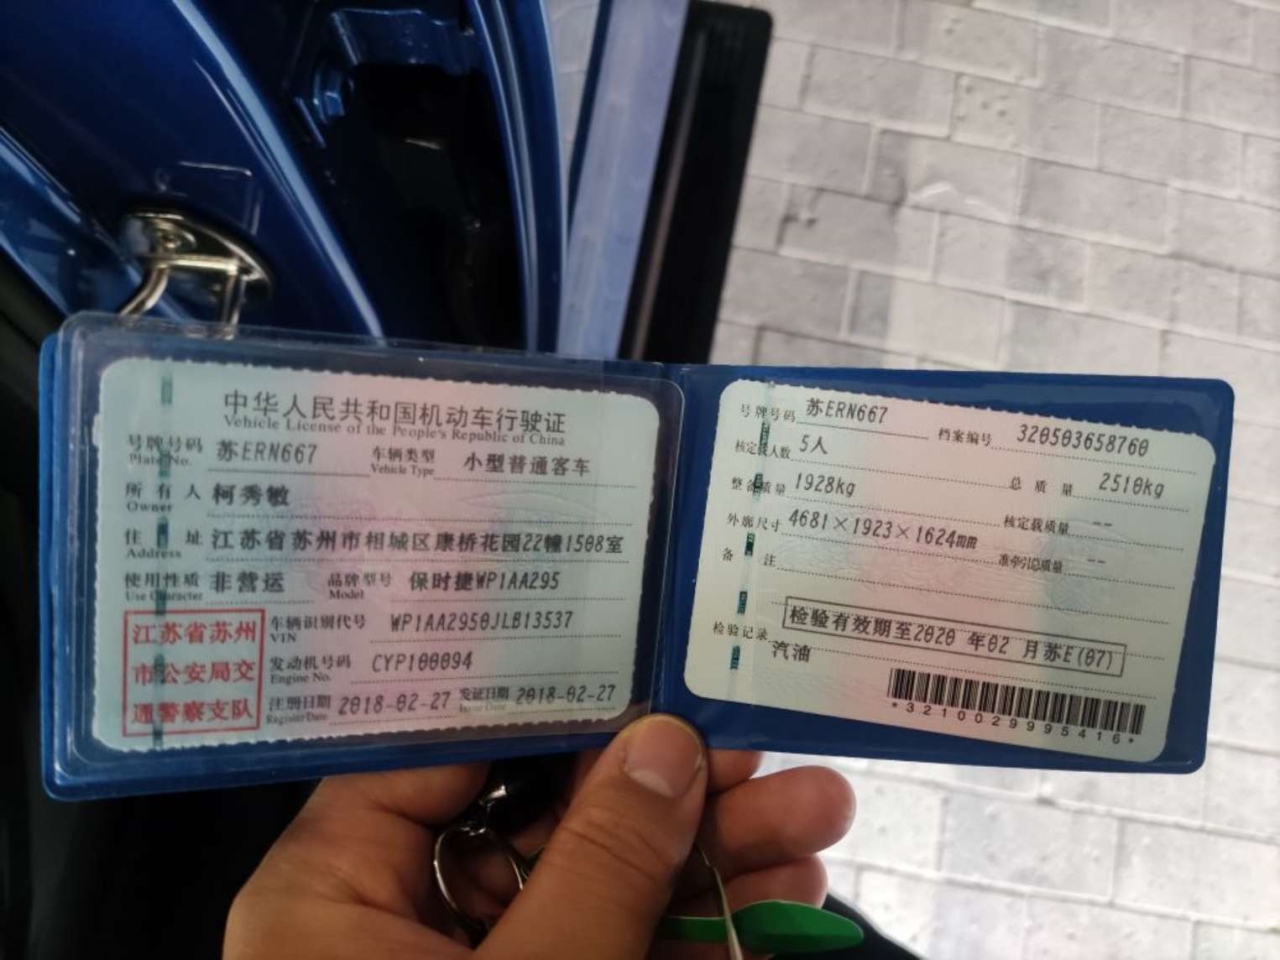 中华人民共和国机动车行驶证
Vehicle License of the People's Republic of China
号牌号码 苏ERN667 车辆类型 小型普通客车
Plate No. Vehicle Type
所有人 柯秀敏
Owner
住址 江苏省苏州市相城区康桥花园22幢1508室
Address
使用性质 非营运 品牌型号 保时捷WP1AA295
Use Character Model
江苏省苏州
市公安局交
通警察支队
车辆识别代号 WP1AA2950JLB13537
VIN
发动机号码 CYP100094
Engine No.
注册日期 2018-02-27 发证日期 2018-02-27
Register Date Issue Date
号牌号码 苏ERN667 档案编号 320503658760
核定载人数 5人 总质量 2510kg
整备质量 1928kg 核定载质量 --
外廓尺寸 4681×1923×1624mm 准牵引总质量 --
备注
检验有效期至2020 年02 月苏E(07)
检验记录 汽油
*3210029995416*